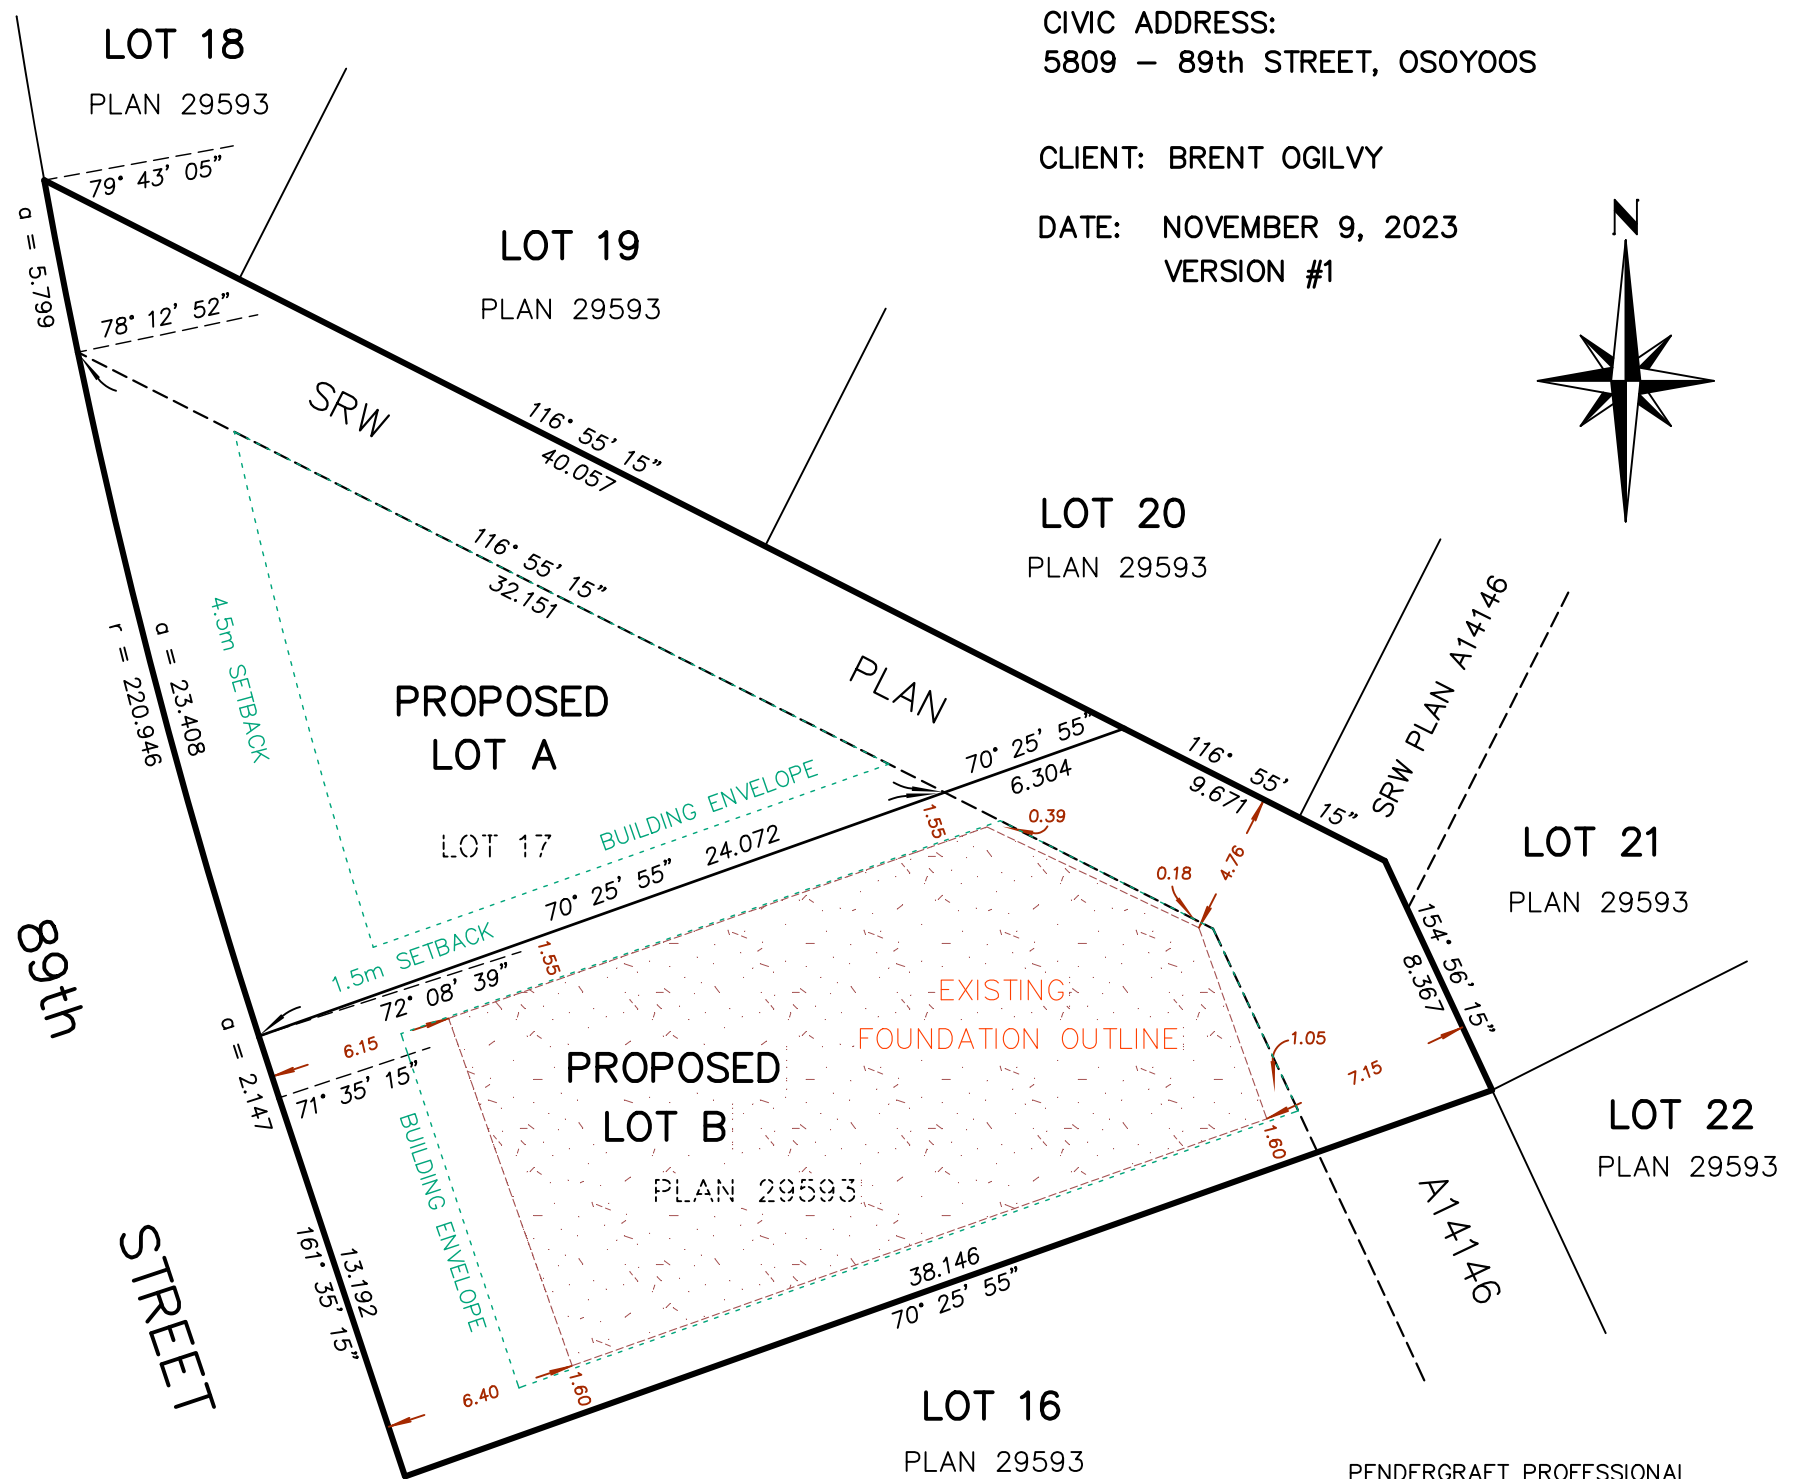 CIVIC ADDRESS:
5809 – 89th STREET, OSOYOOS
CLIENT: BRENT OGILVY
DATE: NOVEMBER 9, 2023
VERSION #1
N
LOT 18
PLAN 29593
79° 43' 05"
a = 5.799
78° 12' 52"
LOT 19
PLAN 29593
SRW
116° 55' 15"
40.057
LOT 20
PLAN 29593
116° 55' 15"
32.151
4.5m SETBACK
a = 23.408
r = 220.946
PROPOSED
LOT A
PLAN
SRW PLAN A14146
70° 25' 55"
6.304
116° 55' 15"
9.671
BUILDING ENVELOPE
LOT 17
70° 25' 55" 24.072
1.55
0.39
0.18
4.76
LOT 21
PLAN 29593
154° 56' 15"
8.367
1.5m SETBACK
72° 08' 39"
1.55
89th
STREET
a = 2.147
6.15
71° 35' 15"
EXISTING
FOUNDATION OUTLINE
1.05
7.15
PROPOSED
LOT B
PLAN 29593
BUILDING ENVELOPE
1.60
LOT 22
PLAN 29593
13.192
161° 35' 15"
38.146
70° 25' 55"
A14146
6.40
1.60
LOT 16
PLAN 29593
PENDERGRAFT PROFESSIONAL